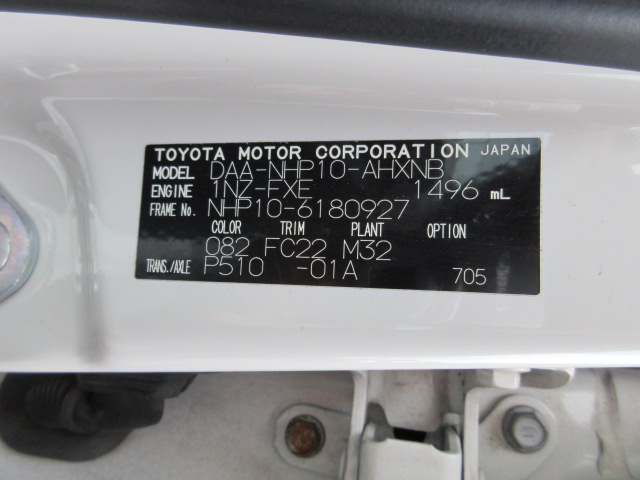 TOYOTA MOTOR CORPORATION JAPAN
MODEL DAA-NHP10-AHXNB
ENGINE 1NZ-FXE 1496 mL
FRAME No. NHP10-6180927
COLOR TRIM PLANT OPTION
082 FC22 M32
TRANS./AXLE P510 -01A 705